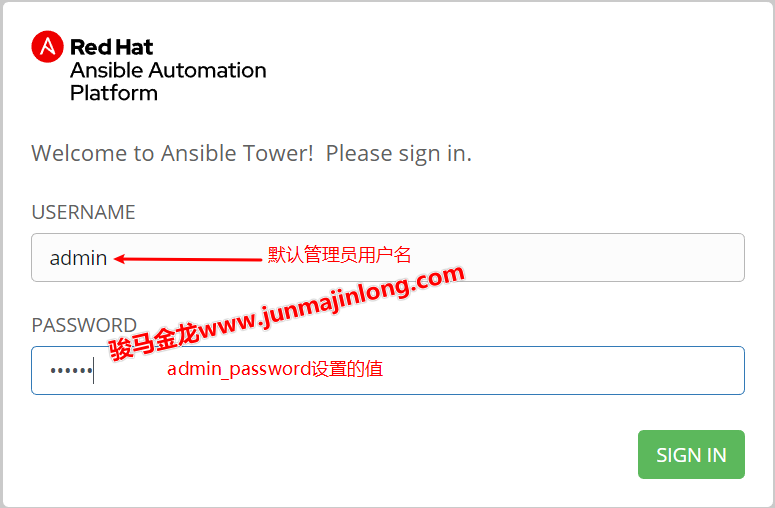 Red Hat
Ansible Automation
Platform
Welcome to Ansible Tower!  Please sign in.
USERNAME
admin
默认管理员用户名
骏马金龙www.junmajinlong.com
PASSWORD
••••••
admin_password设置的值
SIGN IN